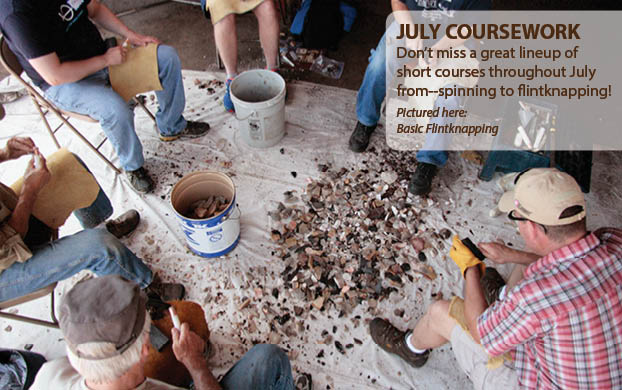 JULY COURSEWORK
Don't miss a great lineup of
short courses throughout July
from--spinning to flintknapping!
Pictured here:
Basic Flintknapping